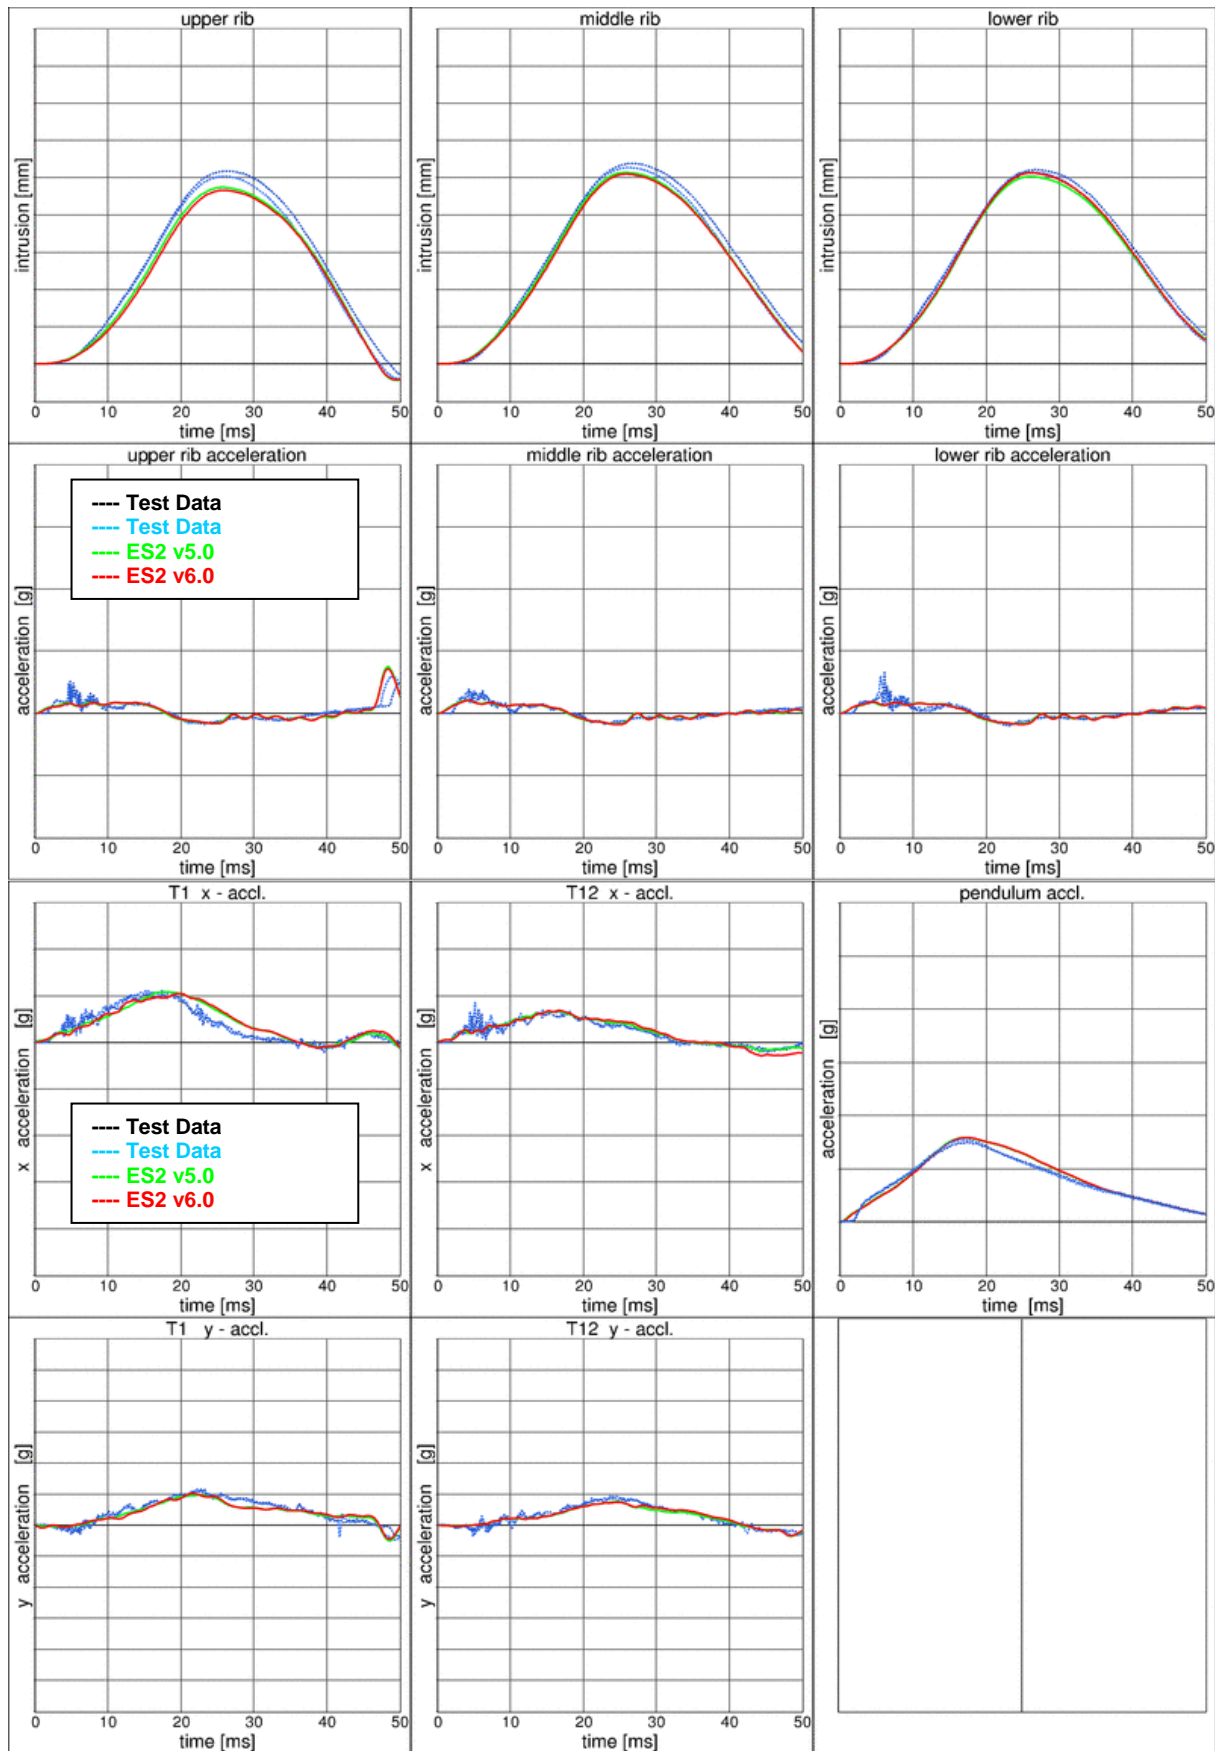 upper rib
middle rib
lower rib
intrusion [mm]
intrusion [mm]
intrusion [mm]
0 10 20 30 40 50
0 10 20 30 40 50
0 10 20 30 40 50
time [ms]
time [ms]
time [ms]
upper rib acceleration
middle rib acceleration
lower rib acceleration
---- Test Data
---- Test Data
---- ES2 v5.0
---- ES2 v6.0
acceleration [g]
acceleration [g]
acceleration [g]
0 10 20 30 40 50
0 10 20 30 40 50
0 10 20 30 40 50
time [ms]
time [ms]
time [ms]
T1 x - accl.
T12 x - accl.
pendulum accl.
x acceleration [g]
x acceleration [g]
acceleration [g]
---- Test Data
---- Test Data
---- ES2 v5.0
---- ES2 v6.0
0 10 20 30 40 50
0 10 20 30 40 50
0 10 20 30 40 50
time [ms]
time [ms]
time [ms]
T1 y - accl.
T12 y - accl.
y acceleration [g]
y acceleration [g]
0 10 20 30 40 50
0 10 20 30 40 50
time [ms]
time [ms]